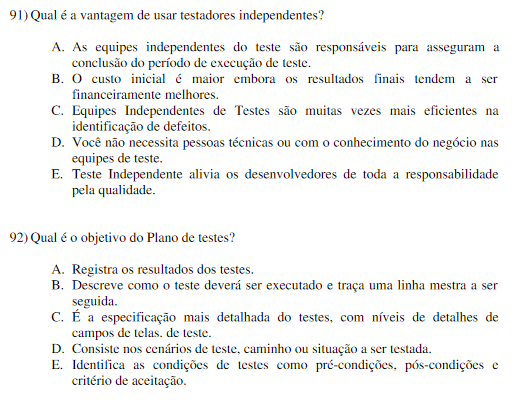 91) Qual é a vantagem de usar testadores independentes?
A. As equipes independentes do teste são responsáveis para asseguram a
conclusão do período de execução de teste.
B. O custo inicial é maior embora os resultados finais tendem a ser
financeiramente melhores.
C. Equipes Independentes de Testes são muitas vezes mais eficientes na
identificação de defeitos.
D. Você não necessita pessoas técnicas ou com o conhecimento do negócio nas
equipes de teste.
E. Teste Independente alivia os desenvolvedores de toda a responsabilidade
pela qualidade.
92) Qual é o objetivo do Plano de testes?
A. Registra os resultados dos testes.
B. Descreve como o teste deverá ser executado e traça uma linha mestra a ser
seguida.
C. É a especificação mais detalhada do testes, com níveis de detalhes de
campos de telas. de teste.
D. Consiste nos cenários de teste, caminho ou situação a ser testada.
E. Identifica as condições de testes como pré-condições, pós-condições e
critério de aceitação.